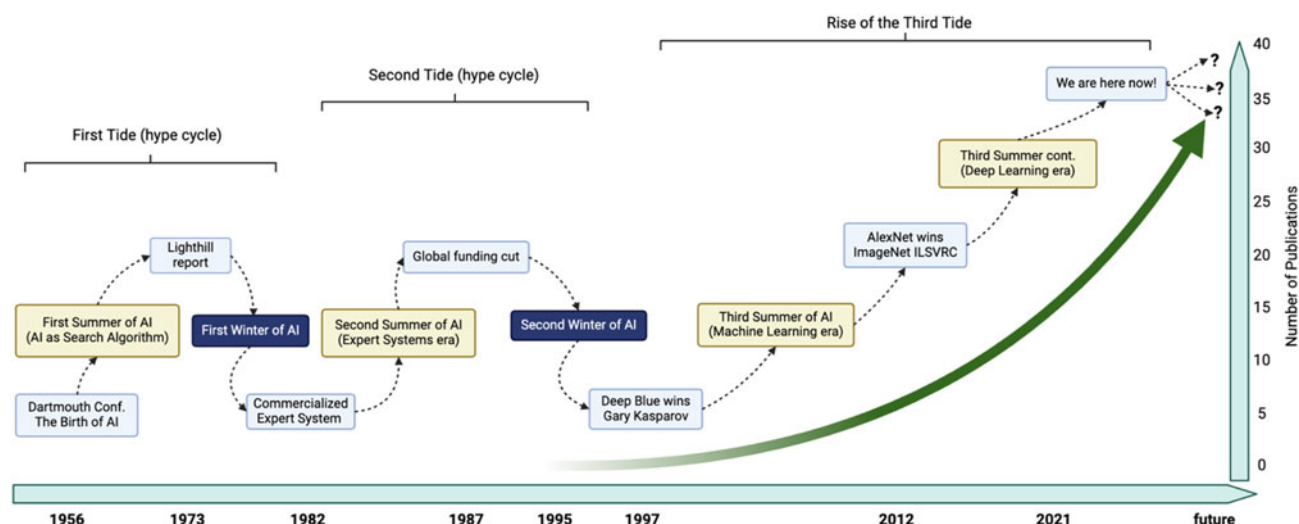 Rise of the Third Tide
Second Tide (hype cycle)
First Tide (hype cycle)
Dartmouth Conf.
The Birth of AI
First Summer of AI
(AI as Search Algorithm)
Lighthill
report
First Winter of AI
Commercialized
Expert System
Second Summer of AI
(Expert Systems era)
Global funding cut
Second Winter of AI
Deep Blue wins
Gary Kasparov
Third Summer of AI
(Machine Learning era)
AlexNet wins
ImageNet ILSVRC
Third Summer cont.
(Deep Learning era)
We are here now!
?
?
?
40
35
30
25
20
15
10
5
0
Number of Publications
1956
1973
1982
1987
1995
1997
2012
2021
future